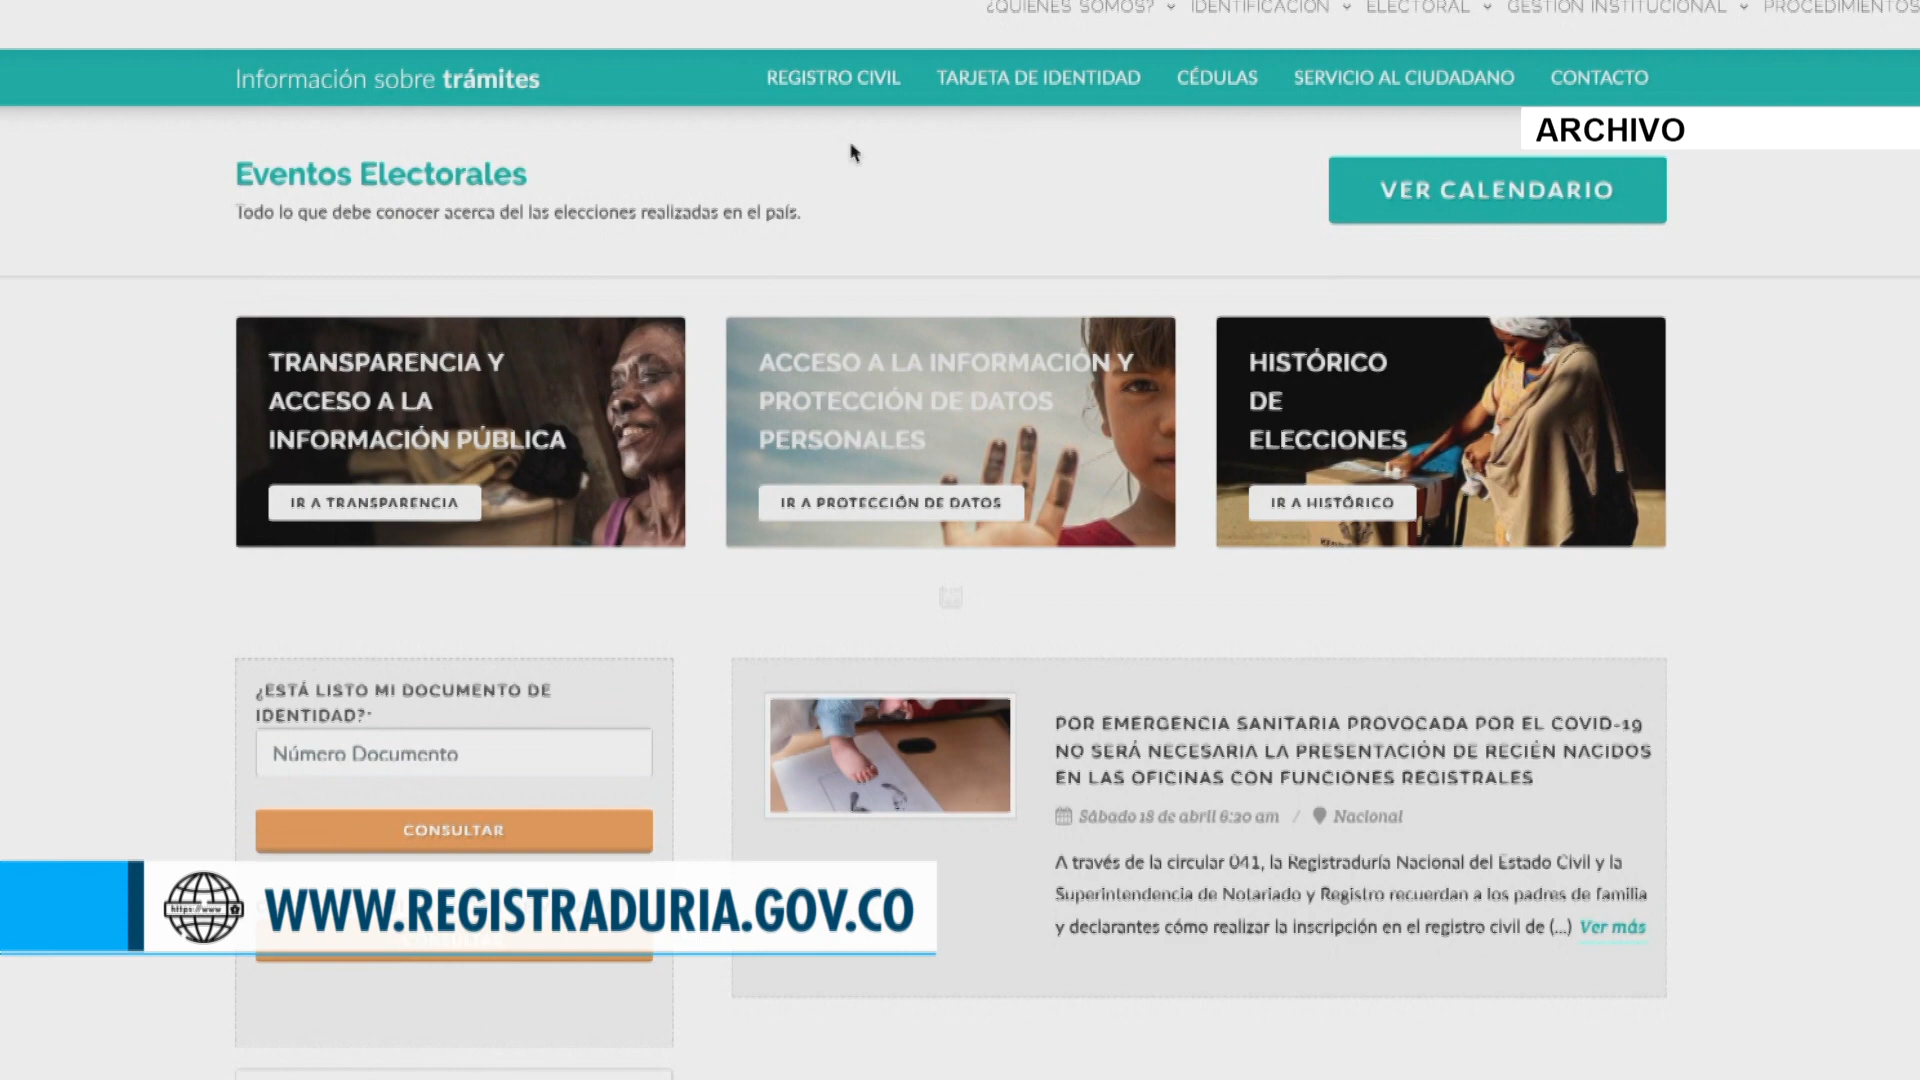 ¿QUIÉNES SOMOS? IDENTIFICACIÓN ELECTORAL GESTIÓN INSTITUCIONAL PROCEDIMIENTOS
Información sobre trámites REGISTRO CIVIL TARJETA DE IDENTIDAD CÉDULAS SERVICIO AL CIUDADANO CONTACTO
ARCHIVO
Eventos Electorales
Todo lo que debe conocer acerca del las elecciones realizadas en el país.
VER CALENDARIO
TRANSPARENCIA Y
ACCESO A LA
INFORMACIÓN PÚBLICA
IR A TRANSPARENCIA
ACCESO A LA INFORMACIÓN Y
PROTECCIÓN DE DATOS
PERSONALES
IR A PROTECCIÓN DE DATOS
HISTÓRICO
DE
ELECCIONES
IR A HISTÓRICO
¿ESTÁ LISTO MI DOCUMENTO DE
IDENTIDAD?*
Número Documento
CONSULTAR
POR EMERGENCIA SANITARIA PROVOCADA POR EL COVID-19
NO SERÁ NECESARIA LA PRESENTACIÓN DE RECIÉN NACIDOS
EN LAS OFICINAS CON FUNCIONES REGISTRALES
Sábado 18 de abril 6:20 am / Nacional
A través de la circular 041, la Registraduría Nacional del Estado Civil y la
Superintendencia de Notariado y Registro recuerdan a los padres de familia
y declarantes cómo realizar la inscripción en el registro civil de (...) Ver más
https://www
WWW.REGISTRADURIA.GOV.CO